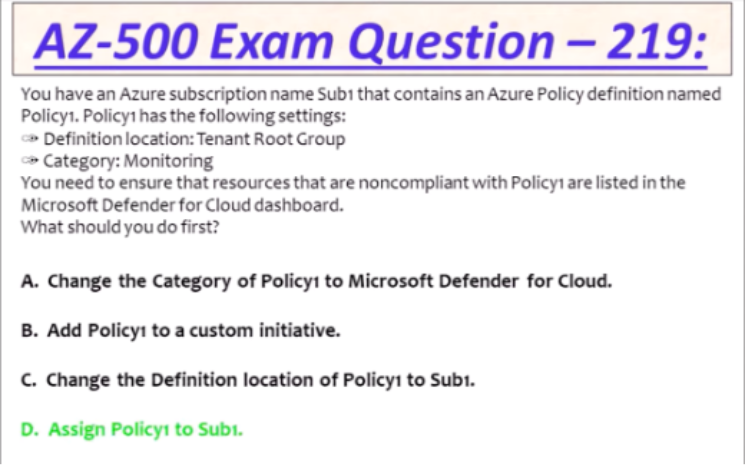 AZ-500 Exam Question – 219:
You have an Azure subscription name Sub1 that contains an Azure Policy definition named
Policy1. Policy1 has the following settings:
Definition location: Tenant Root Group
Category: Monitoring
You need to ensure that resources that are noncompliant with Policy1 are listed in the
Microsoft Defender for Cloud dashboard.
What should you do first?
A. Change the Category of Policy1 to Microsoft Defender for Cloud.
B. Add Policy1 to a custom initiative.
C. Change the Definition location of Policy1 to Sub1.
D. Assign Policy1 to Sub1.